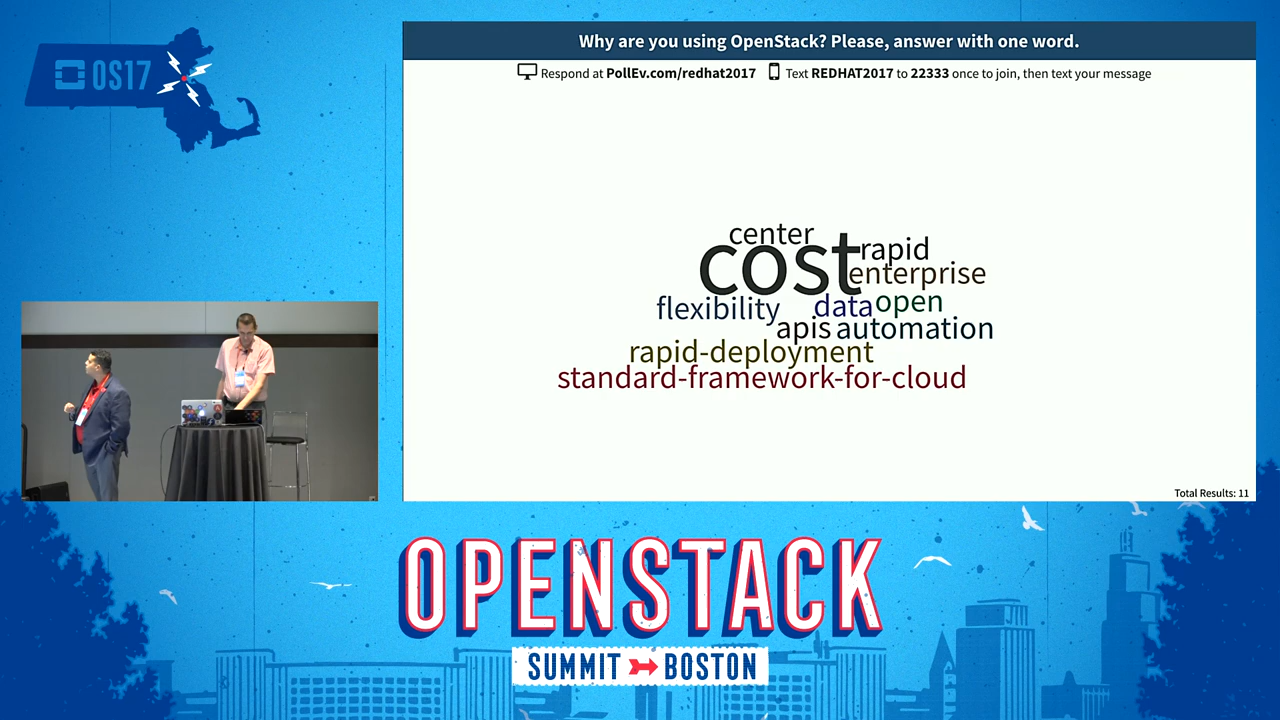 OS17
Why are you using OpenStack? Please, answer with one word.
Respond at PollEv.com/redhat2017 Text REDHAT2017 to 22333 once to join, then text your message
center
cost
rapid
enterprise
flexibility
data
open
apis
automation
rapid-deployment
standard-framework-for-cloud
Total Results: 11
OPENSTACK
SUMMIT BOSTON